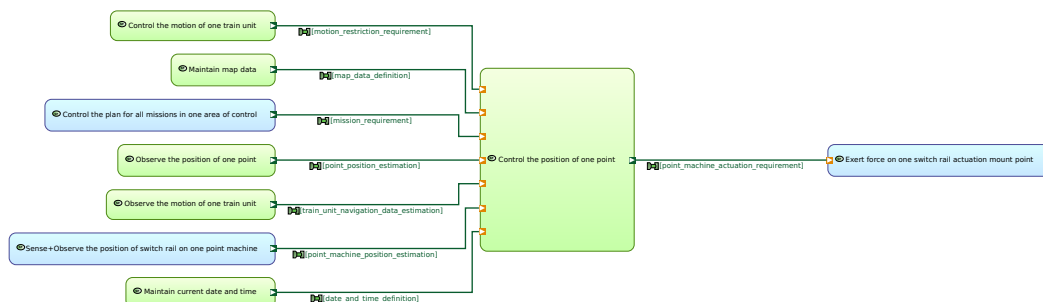 Control the motion of one train unit
[motion_restriction_requirement]
Maintain map data
[map_data_definition]
Control the plan for all missions in one area of control
[mission_requirement]
Observe the position of one point
[point_position_estimation]
Control the position of one point
[point_machine_actuation_requirement]
Exert force on one switch rail actuation mount point
Observe the motion of one train unit
[train_unit_navigation_data_estimation]
Sense+Observe the position of switch rail on one point machine
[point_machine_position_estimation]
Maintain current date and time
[date_and_time_definition]